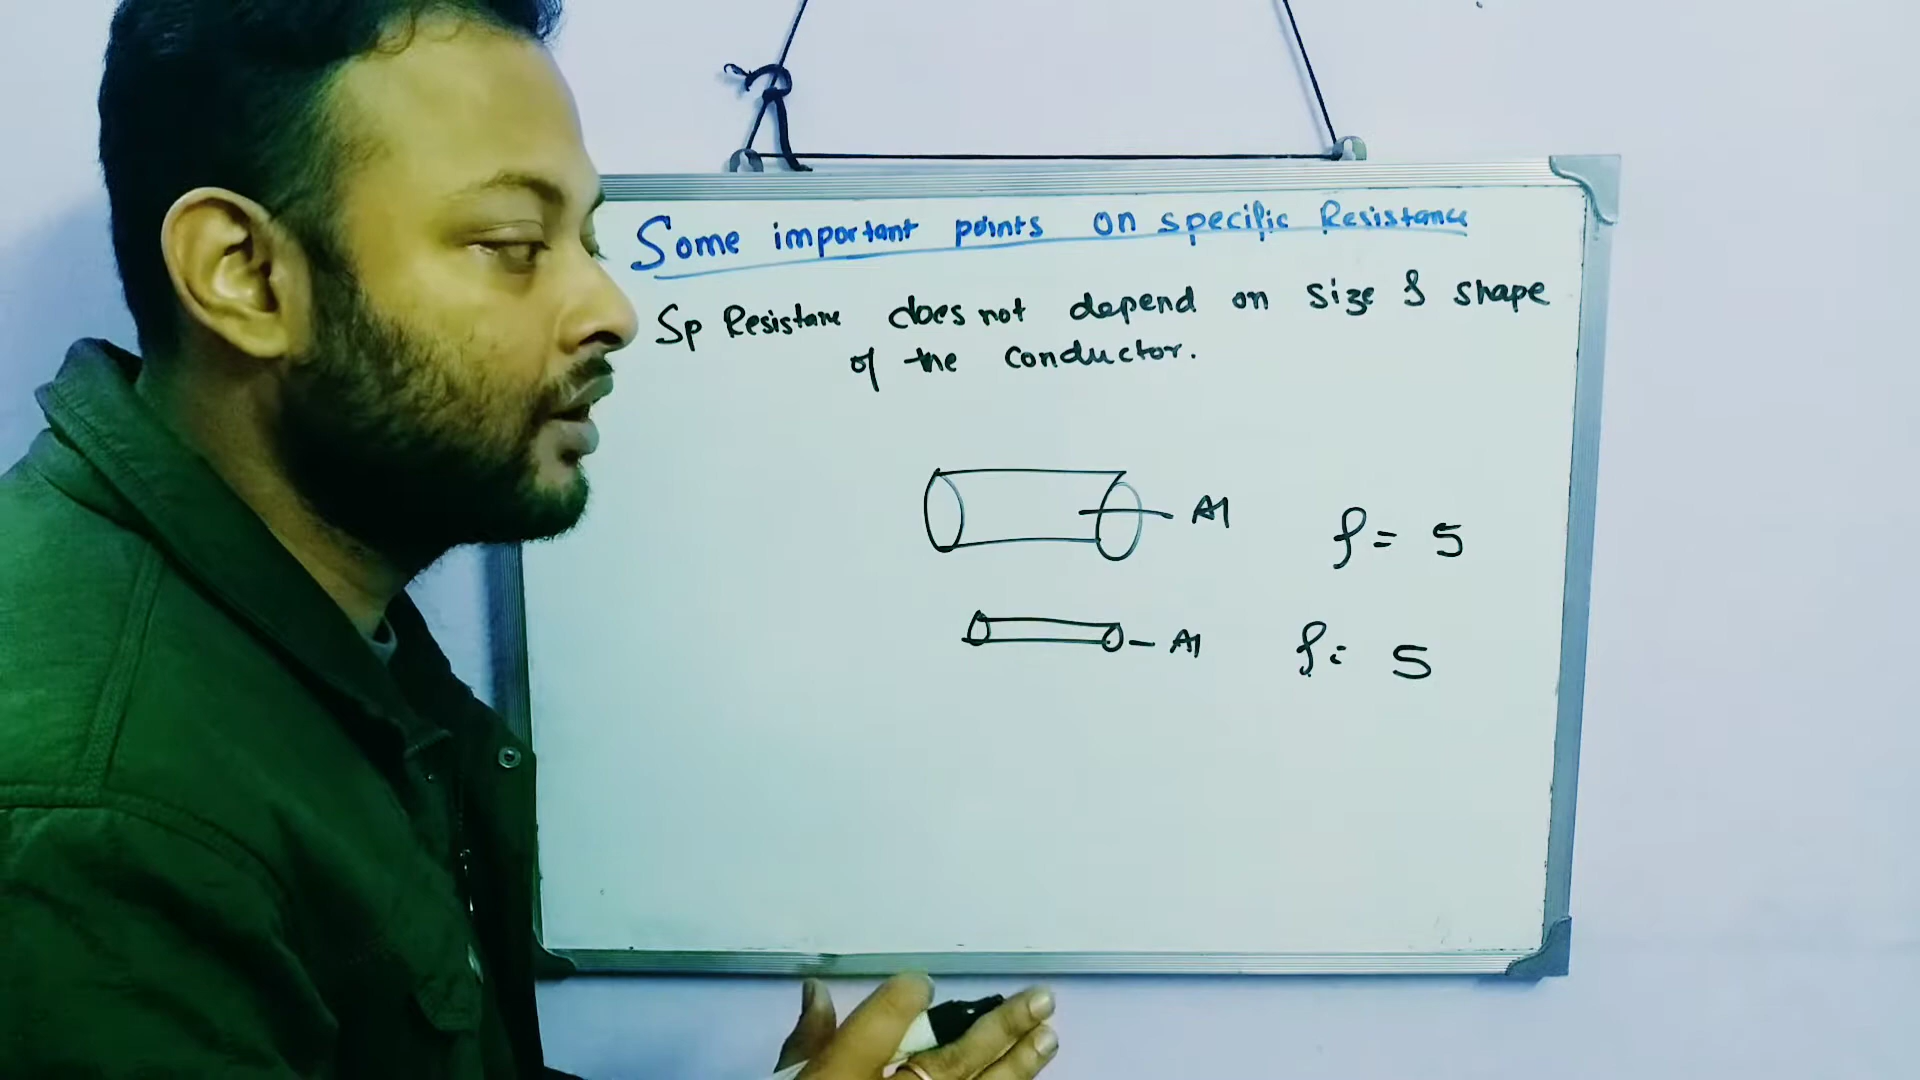 Some important points on specific Resistance
Sp Resistance does not depend on size & shape
of the conductor.
Al
ρ = 5
Al
ρ = 5